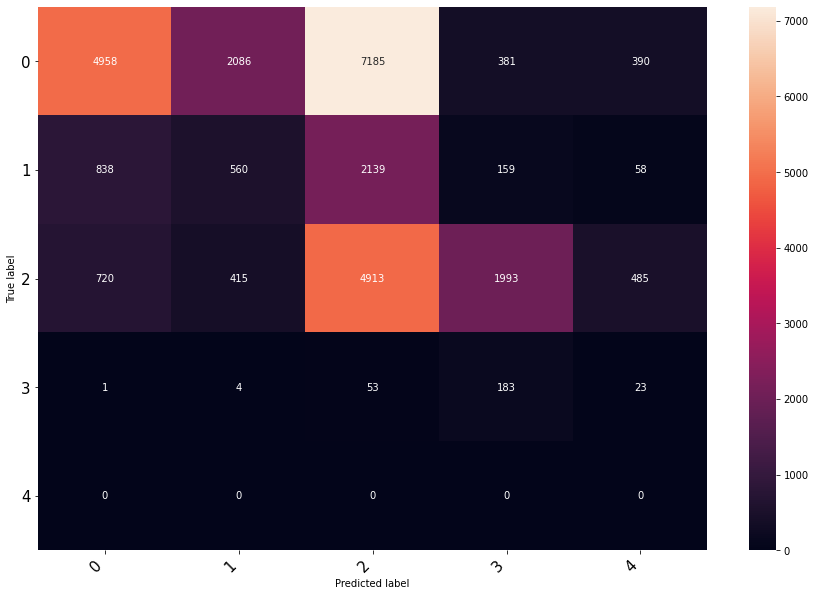 0 4958 2086 7185 381 390
1 838 560 2139 159 58
2 720 415 4913 1993 485
3 1 4 53 183 23
4 0 0 0 0 0
0 1 2 3 4
True label
Predicted label
7000
6000
5000
4000
3000
2000
1000
0